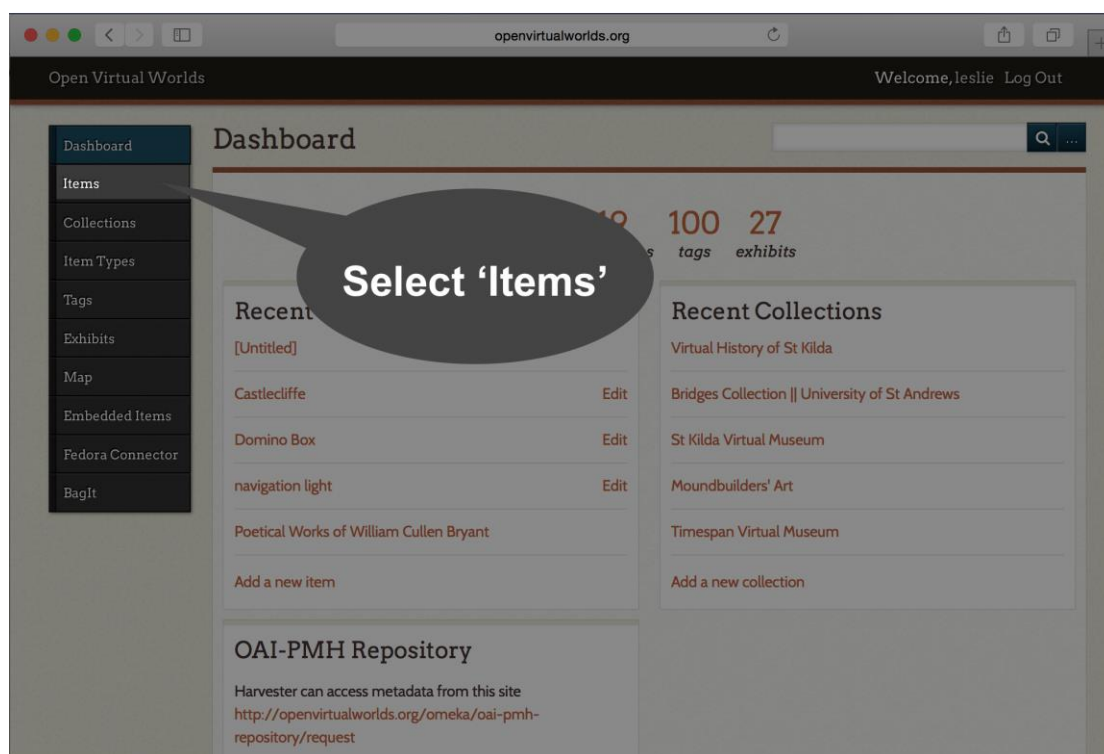 openvirtualworlds.org
Open Virtual Worlds
Welcome, leslie Log Out
Dashboard
Items
Collections
Item Types
Tags
Exhibits
Map
Embedded Items
Fedora Connector
BagIt
Dashboard
...
100 27
tags exhibits
Select ‘Items’
Recent
[Untitled]
Castlecliffe Edit
Domino Box Edit
navigation light Edit
Poetical Works of William Cullen Bryant
Add a new item
Recent Collections
Virtual History of St Kilda
Bridges Collection || University of St Andrews
St Kilda Virtual Museum
Moundbuilders' Art
Timespan Virtual Museum
Add a new collection
OAI-PMH Repository
Harvester can access metadata from this site
http://openvirtualworlds.org/omeka/oai-pmh-
repository/request